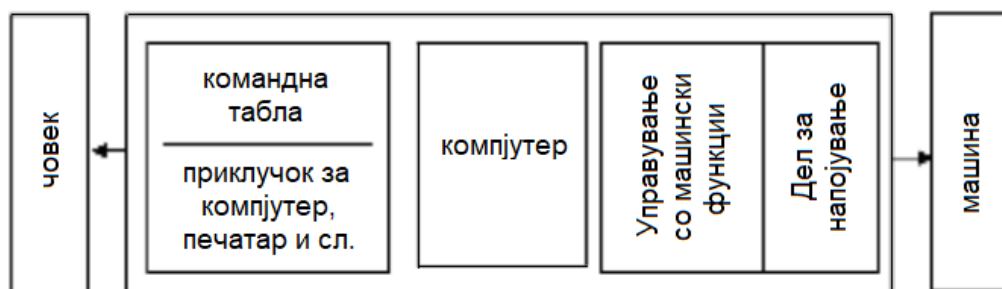 човек
командна
табла
приклучок за
компјутер,
печатар и сл.
компјутер
Управување
со машински
функции
Дел за
напојување
машина